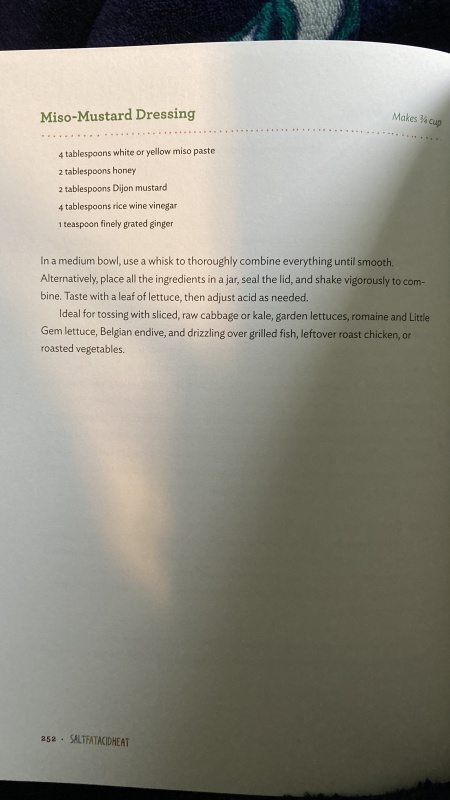 Miso-Mustard Dressing
Makes ¾ cup
4 tablespoons white or yellow miso paste
2 tablespoons honey
2 tablespoons Dijon mustard
4 tablespoons rice wine vinegar
1 teaspoon finely grated ginger
In a medium bowl, use a whisk to thoroughly combine everything until smooth.
Alternatively, place all the ingredients in a jar, seal the lid, and shake vigorously to com-
bine. Taste with a leaf of lettuce, then adjust acid as needed.
Ideal for tossing with sliced, raw cabbage or kale, garden lettuces, romaine and Little
Gem lettuce, Belgian endive, and drizzling over grilled fish, leftover roast chicken, or
roasted vegetables.
252 · SALTFATACIDHEAT